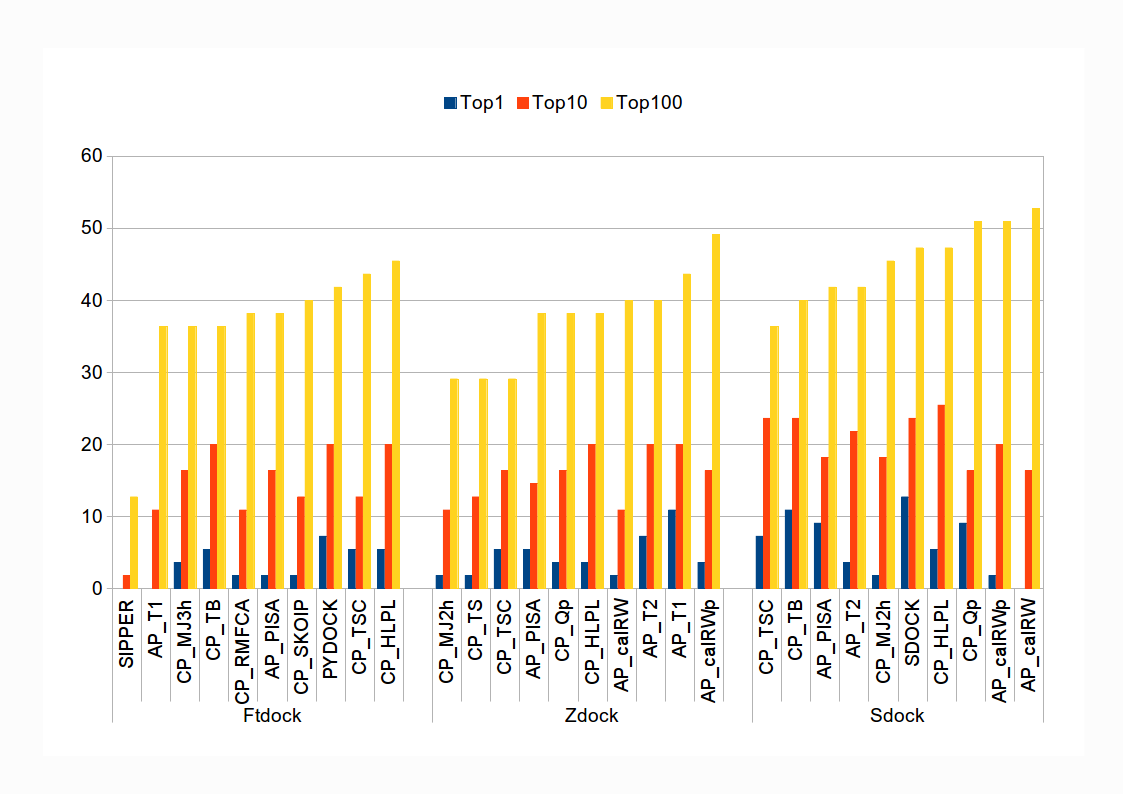 Top1 Top10 Top100
60
50
40
30
20
10
0
SIPPER
AP_T1
CP_MJ3h
CP_TB
CP_RMFCA
AP_PISA
CP_SKOIP
PYDOCK
CP_TSC
CP_HLPL
CP_MJ2h
CP_TS
CP_TSC
AP_PISA
CP_Qp
CP_HLPL
AP_calRW
AP_T2
AP_T1
AP_calRWp
CP_TSC
CP_TB
AP_PISA
AP_T2
CP_MJ2h
SDOCK
CP_HLPL
CP_Qp
AP_calRWp
AP_calRW
Ftdock Zdock Sdock